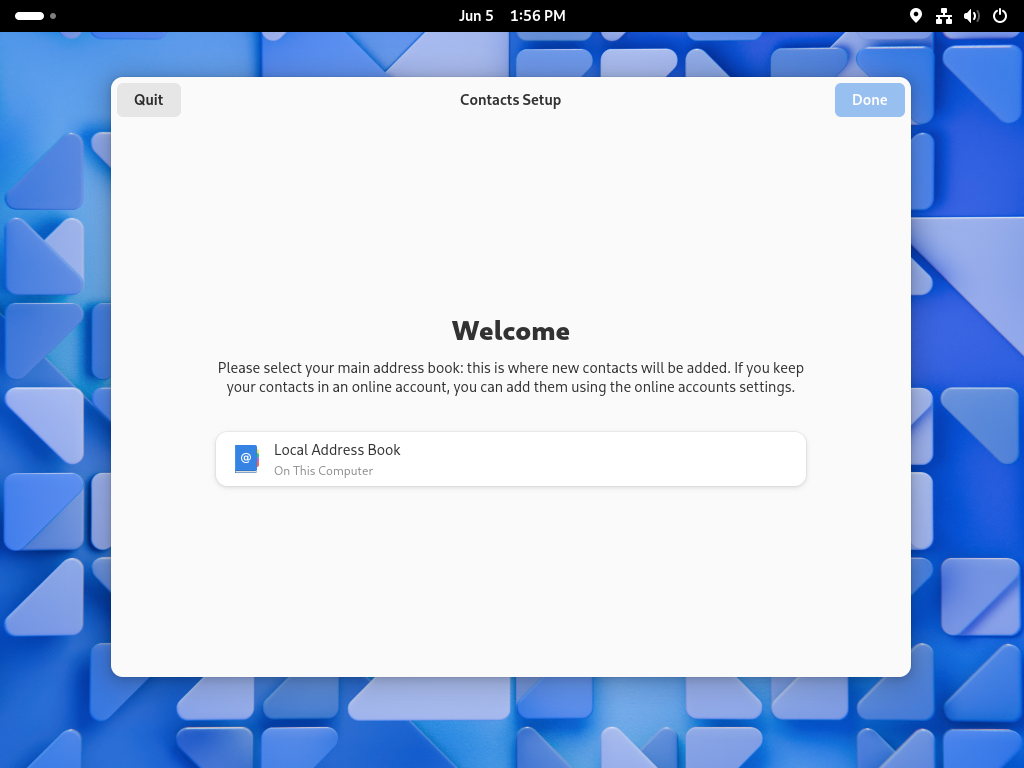 Jun 5 1:56 PM
Quit
Contacts Setup
Done
Welcome
Please select your main address book: this is where new contacts will be added. If you keep
your contacts in an online account, you can add them using the online accounts settings.
@
Local Address Book
On This Computer